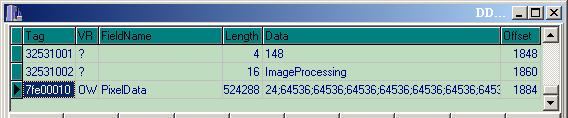 DD...
Tag VR FieldName Length Data Offset
32531001 ? 4 148 1848
32531002 ? 16 ImageProcessing 1860
7fe00010 OW PixelData 524288 24;64536;64536;64536;64536;64536;6453 1884